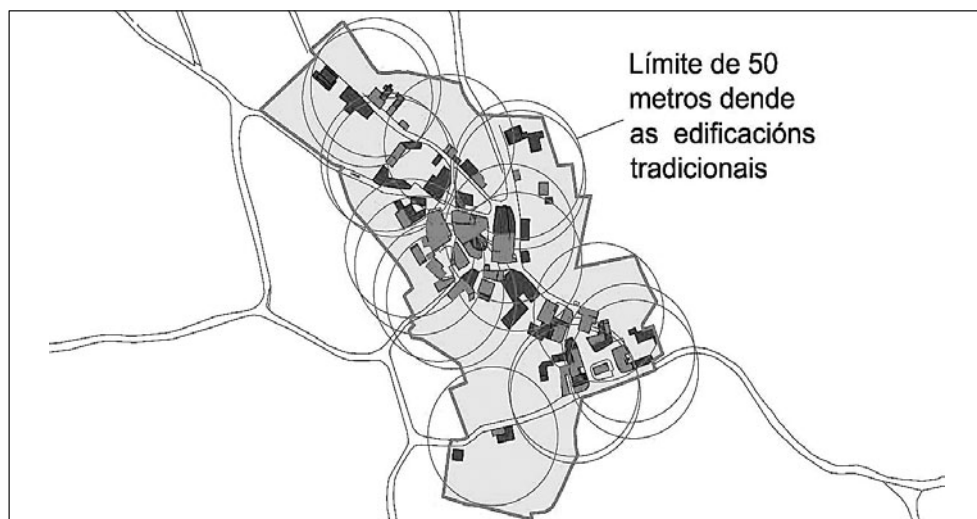 Límite de 50
metros dende
as edificacións
tradicionais